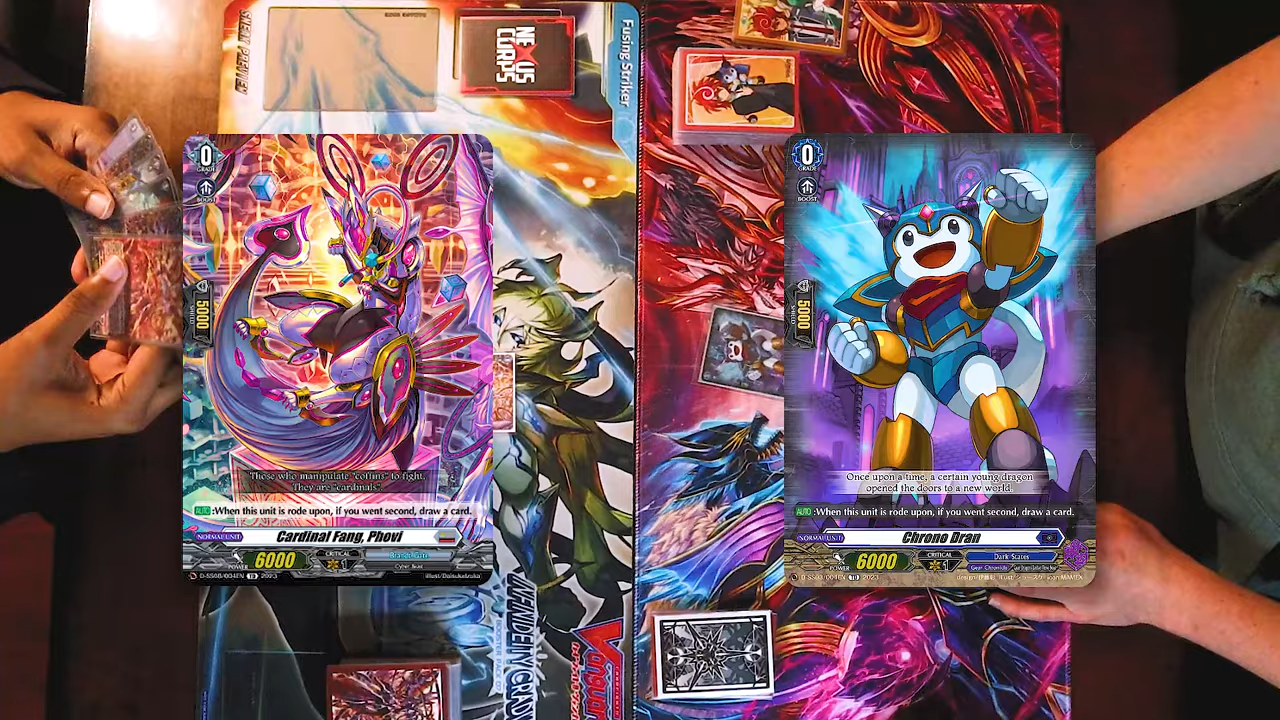 Fusing Striker
NEXUS
CORPS
0
GRADE
BOOST
SHIELD
5000
Those who manipulate "coffins" to fight.
They are "cardinals".
AUTO :When this unit is rode upon, if you went second, draw a card.
NORMAL UNIT
Cardinal Fang, Phovi
POWER
6000
CRITICAL
1
Brandt Gate
Cyber Beast
2023
0
GRADE
BOOST
SHIELD
5000
Once upon a time, a certain young dragon
opened the doors to a new world.
AUTO :When this unit is rode upon, if you went second, draw a card.
NORMAL UNIT
Chrono Dran
POWER
6000
CRITICAL
1
Dark States
Gear Chronicle
2023
Vanguard